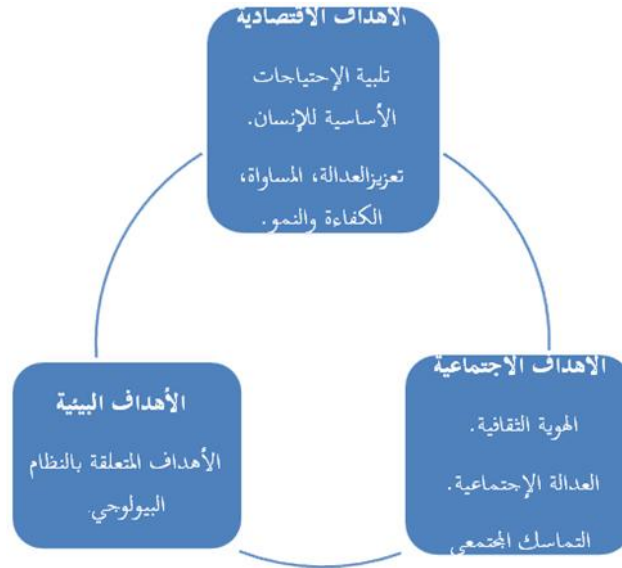 الأهداف الاقتصادية
تلبية الإحتياجات
الأساسية للإنسان.
تعزيزالعدالة، المساواة،
الكفاءة والنمو.
الأهداف الاجتماعية
الهوية الثقافية.
العدالة الإجتماعية.
التماسك المجتمعي
الأهداف البيئية
الأهداف المتعلقة بالنظام
البيولوجي.